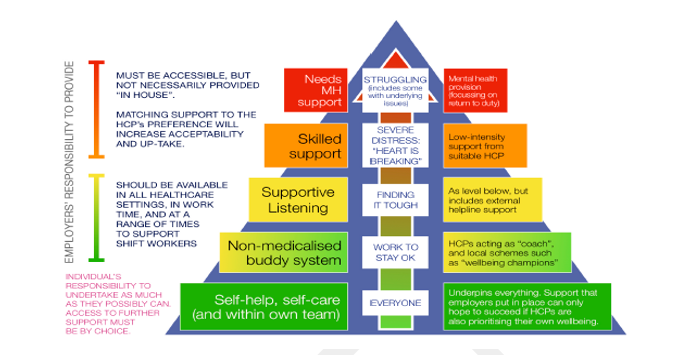 EMPLOYERS' RESPONSIBILITY TO PROVIDE
MUST BE ACCESSIBLE, BUT
NOT NECESSARILY PROVIDED
"IN HOUSE".
MATCHING SUPPORT TO THE
HCP's PREFERENCE WILL
INCREASE ACCEPTABILITY
AND UP-TAKE.
SHOULD BE AVAILABLE
IN ALL HEALTHCARE
SETTINGS, IN WORK
TIME, AND AT A
RANGE OF TIMES
TO SUPPORT
SHIFT WORKERS
INDIVIDUAL'S
RESPONSIBILITY TO
UNDERTAKE AS MUCH
AS THEY POSSIBLY CAN.
ACCESS TO FURTHER
SUPPORT MUST
BE BY CHOICE.
Needs
MH
support
STRUGGLING
(includes some
with underlying
issues)
Mental health
provision
(focussing on
return to duty)
Skilled
support
SEVERE
DISTRESS:
"HEART IS
BREAKING"
Low-intensity
support from
suitable HCP
Supportive
Listening
FINDING
IT TOUGH
As level below, but
includes external
helpline support
Non-medicalised
buddy system
WORK TO
STAY OK
HCPs acting as "coach",
and local schemes such
as "wellbeing champions"
Self-help, self-care
(and within own team)
EVERYONE
Underpins everything. Support that
employers put in place can only
hope to succeed if HCPs are
also prioritising their own wellbeing.